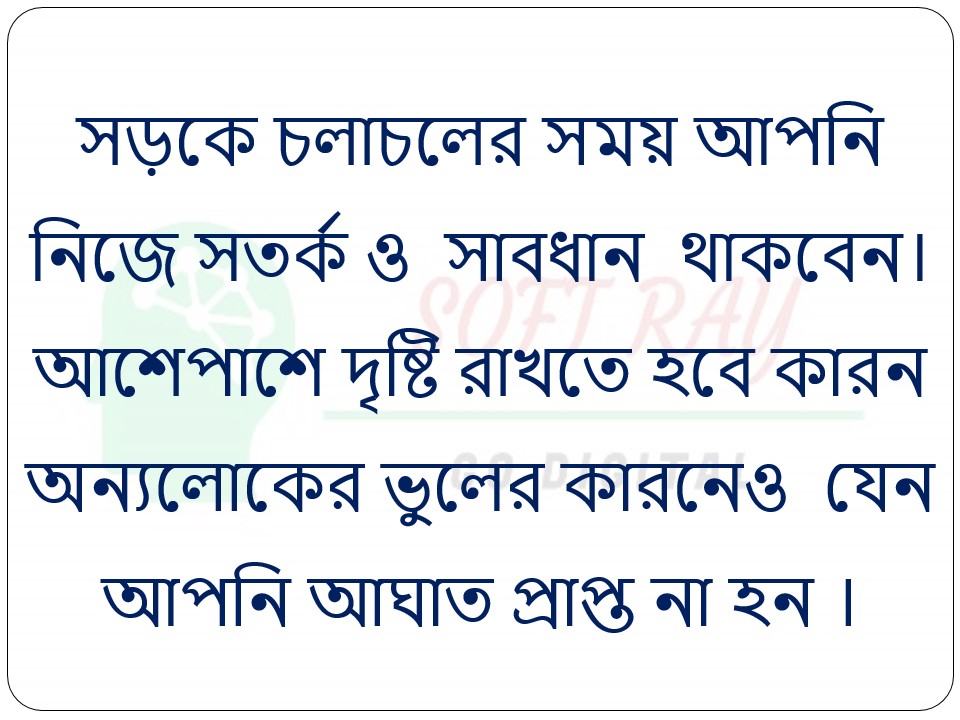 সড়কে চলাচলের সময় আপনি
নিজে সতর্ক ও সাবধান থাকবেন।
আশেপাশে দৃষ্টি রাখতে হবে কারন
অন্যলোকের ভুলের কারনেও যেন
আপনি আঘাত প্রাপ্ত না হন ।
SOFT RAY
GO DIGITAL